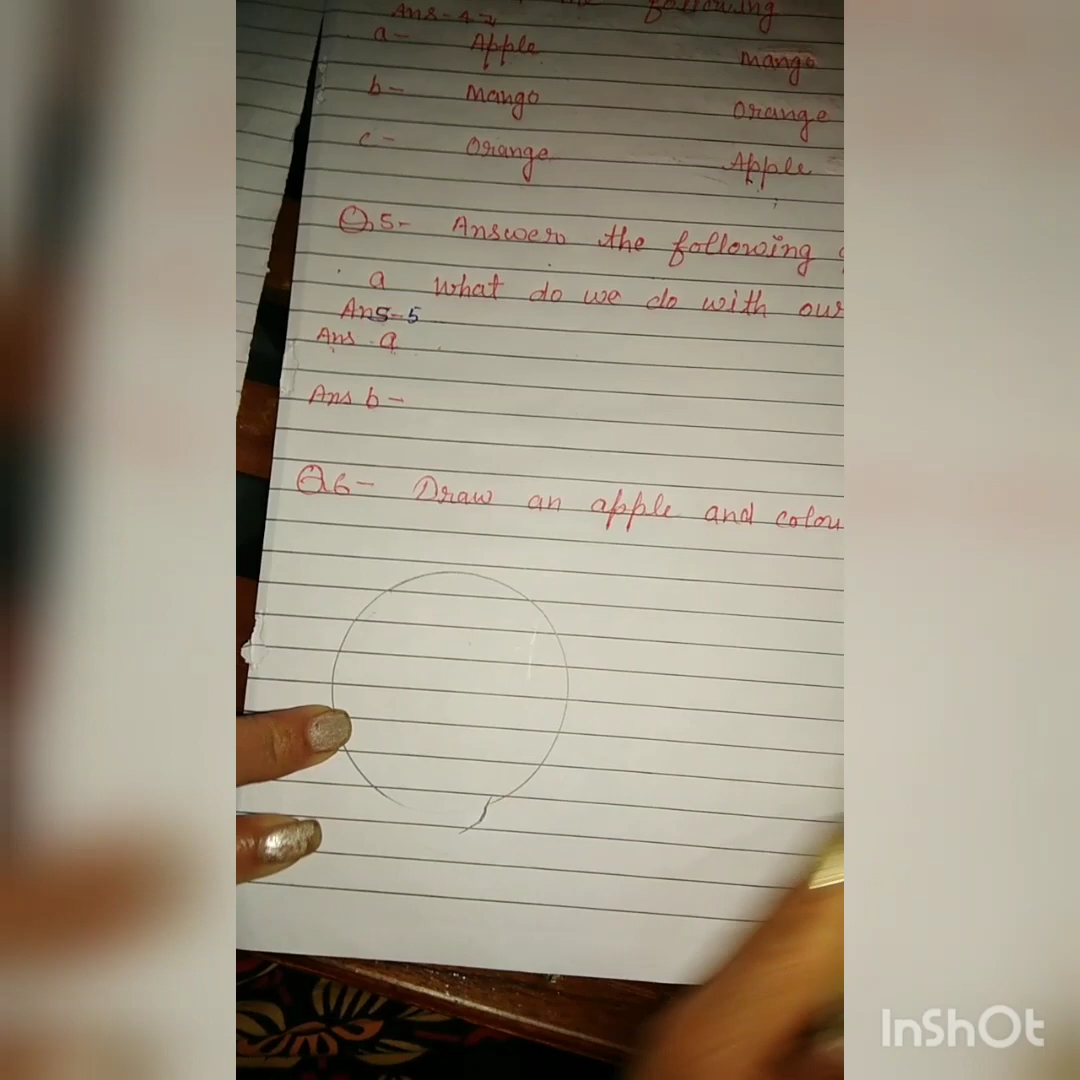 following
Ans-4
a- Apple Mango
b- Mango Orange
c- Orange Apple
Q.5- Answer the following
a what do we do with our
Ans-5
Ans a
Ans b-
Q6- Draw an apple and colou
InShOt